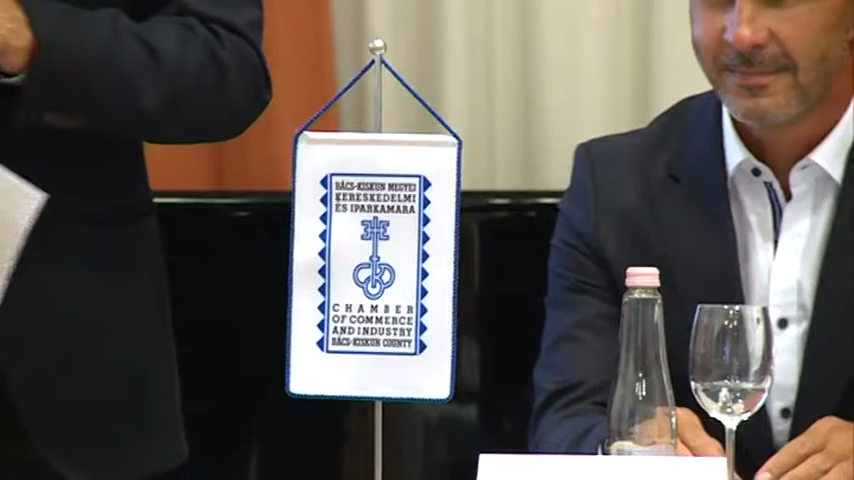 BÁCS-KISKUN MEGYEI
KERESKEDELMI
ÉS IPARKAMARA
CHAMBER
OF COMMERCE
AND INDUSTRY
BÁCS-KISKUN COUNTY